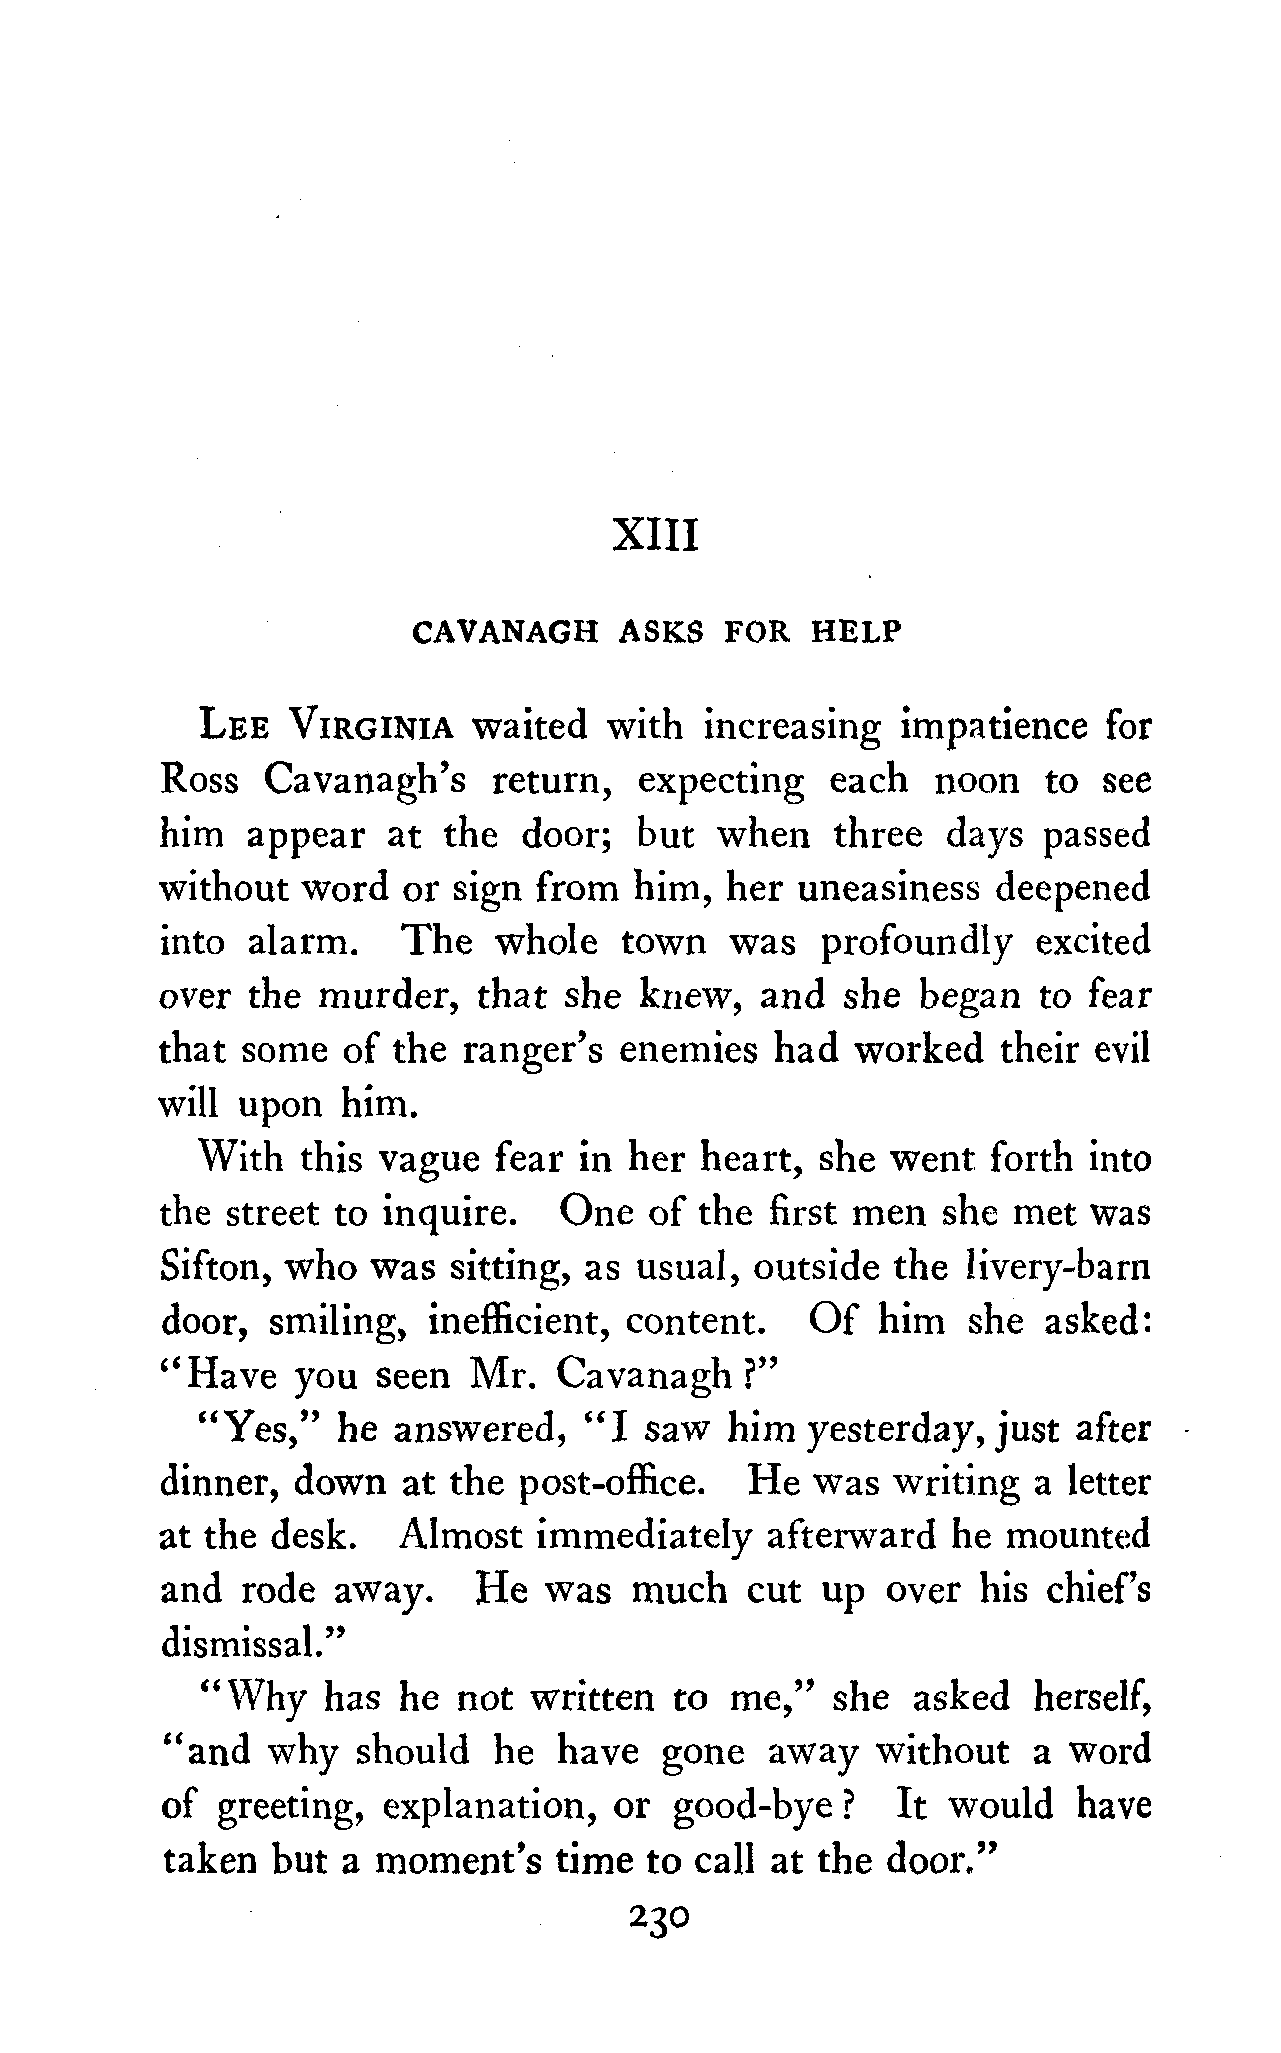 XIII
CAVANAGH ASKS FOR HELP
LEE VIRGINIA waited with increasing impatience for
Ross Cavanagh's return, expecting each noon to see
him appear at the door; but when three days passed
without word or sign from him, her uneasiness deepened
into alarm. The whole town was profoundly excited
over the murder, that she knew, and she began to fear
that some of the ranger's enemies had worked their evil
will upon him.
With this vague fear in her heart, she went forth into
the street to inquire. One of the first men she met was
Sifton, who was sitting, as usual, outside the livery-barn
door, smiling, inefficient, content. Of him she asked:
"Have you seen Mr. Cavanagh?"
"Yes," he answered, "I saw him yesterday, just after
dinner, down at the post-office. He was writing a letter
at the desk. Almost immediately afterward he mounted
and rode away. He was much cut up over his chief's
dismissal."
"Why has he not written to me," she asked herself,
"and why should he have gone away without a word
of greeting, explanation, or good-bye? It would have
taken but a moment's time to call at the door."
230